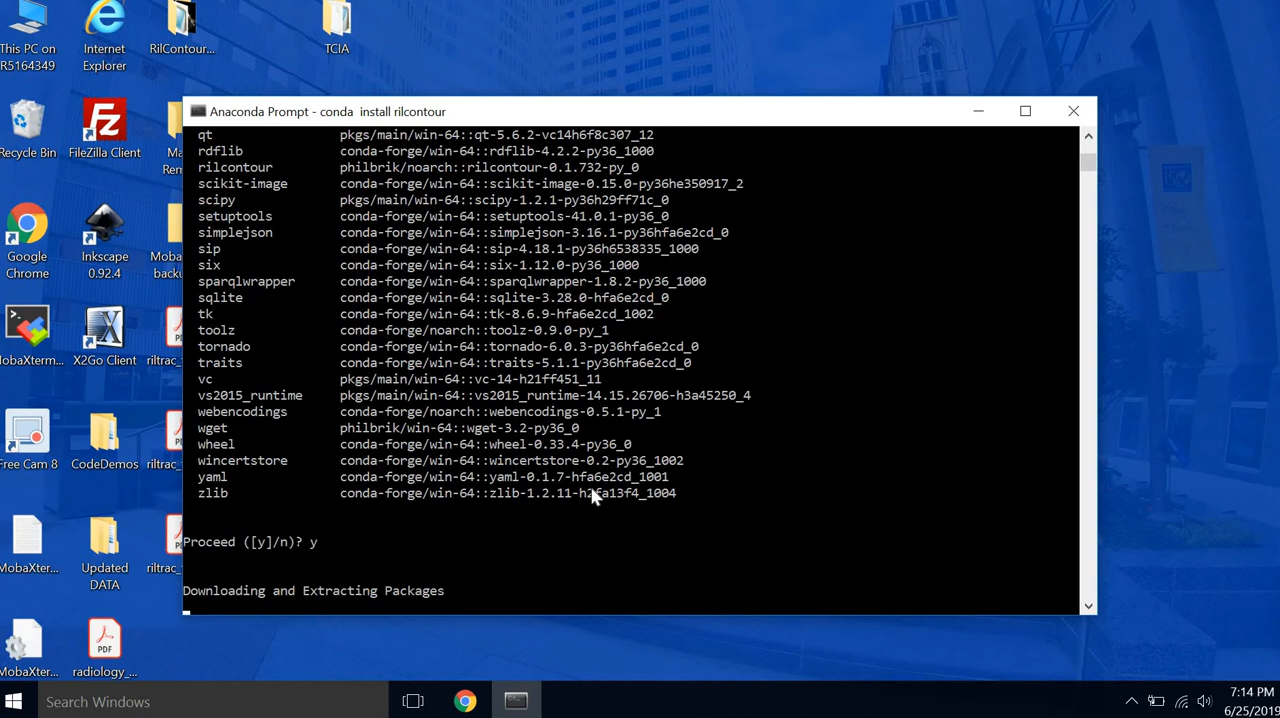 This PC on
R5164349
Internet
Explorer
RilContour...
TCIA
Recycle Bin
FileZilla Client
Google
Chrome
Inkscape
0.92.4
MobaXterm...
X2Go Client
riltrac_
Free Cam 8
CodeDemos
riltrac_
MobaXter...
Updated
DATA
riltrac_
MobaXter...
radiology_...
PDF
Anaconda Prompt - conda install rilcontour
qt pkgs/main/win-64::qt-5.6.2-vc14h6f8c307_12
rdflib conda-forge/win-64::rdflib-4.2.2-py36_1000
rilcontour philbrik/noarch::rilcontour-0.1.732-py_0
scikit-image conda-forge/win-64::scikit-image-0.15.0-py36he350917_2
scipy pkgs/main/win-64::scipy-1.2.1-py36h29ff71c_0
setuptools conda-forge/win-64::setuptools-41.0.1-py36_0
simplejson conda-forge/win-64::simplejson-3.16.1-py36hfa6e2cd_0
sip conda-forge/win-64::sip-4.18.1-py36h6538335_1000
six conda-forge/win-64::six-1.12.0-py36_1000
sparqlwrapper conda-forge/win-64::sparqlwrapper-1.8.2-py36_1000
sqlite conda-forge/win-64::sqlite-3.28.0-hfa6e2cd_0
tk conda-forge/win-64::tk-8.6.9-hfa6e2cd_1002
toolz conda-forge/noarch::toolz-0.9.0-py_1
tornado conda-forge/win-64::tornado-6.0.3-py36hfa6e2cd_0
traits conda-forge/win-64::traits-5.1.1-py36hfa6e2cd_0
vc pkgs/main/win-64::vc-14-h21ff451_11
vs2015_runtime pkgs/main/win-64::vs2015_runtime-14.15.26706-h3a45250_4
webencodings conda-forge/noarch::webencodings-0.5.1-py_1
wget philbrik/win-64::wget-3.2-py36_0
wheel conda-forge/win-64::wheel-0.33.4-py36_0
wincertstore conda-forge/win-64::wincertstore-0.2-py36_1002
yaml conda-forge/win-64::yaml-0.1.7-hfa6e2cd_1001
zlib conda-forge/win-64::zlib-1.2.11-h2fa13f4_1004
Proceed ([y]/n)? y
Downloading and Extracting Packages
Search Windows
7:14 PM
6/25/2019